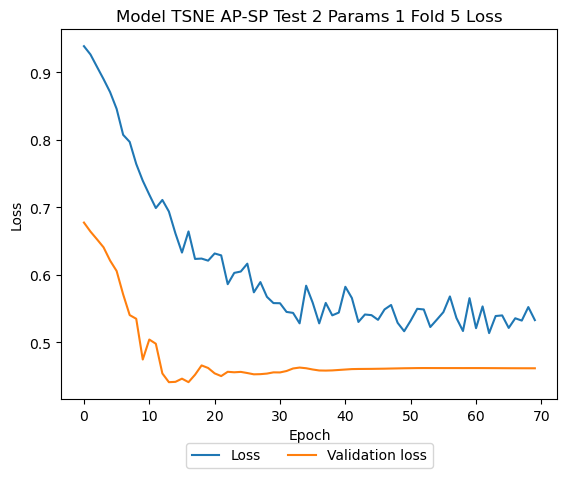 Model TSNE AP-SP Test 2 Params 1 Fold 5 Loss
0.9
0.8
0.7
0.6
0.5
Loss
0 10 20 30 40 50 60 70
Epoch
Loss Validation loss